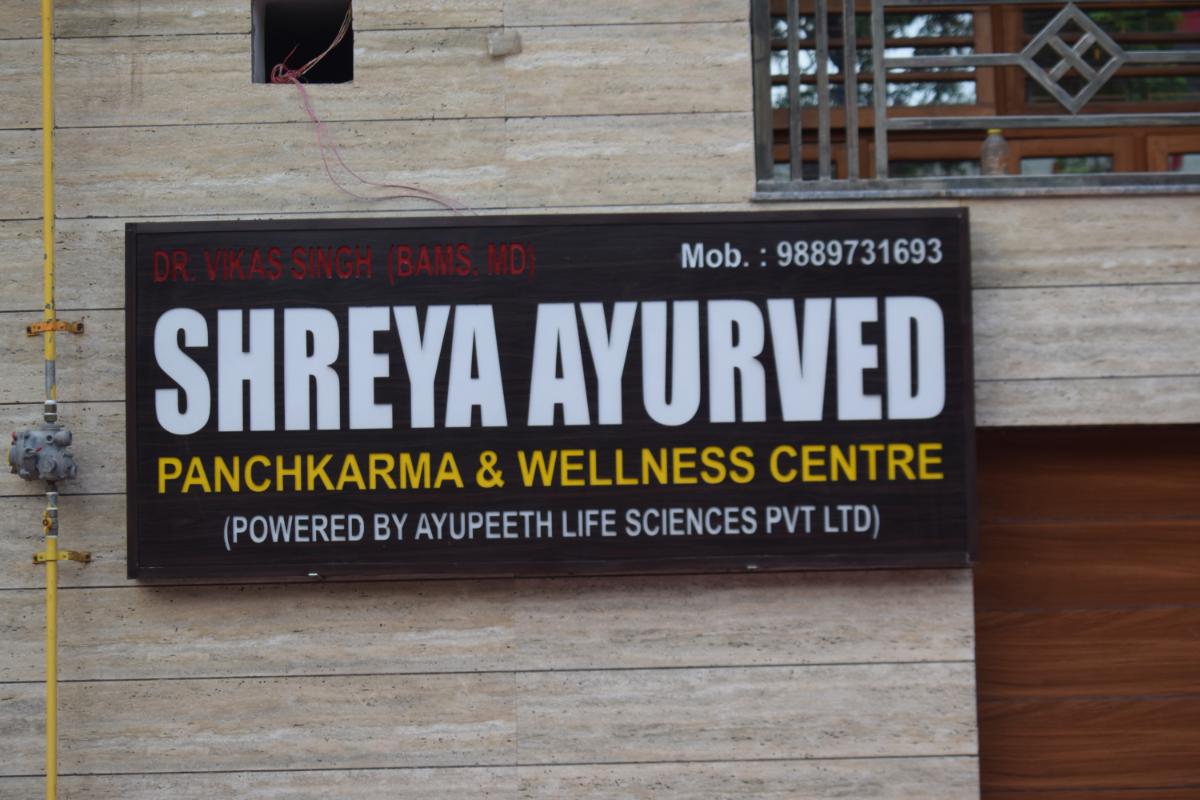 DR. VIKAS SINGH (BAMS. MD)
Mob. : 9889731693
SHREYA AYURVED
PANCHKARMA & WELLNESS CENTRE
(POWERED BY AYUPEETH LIFE SCIENCES PVT LTD)